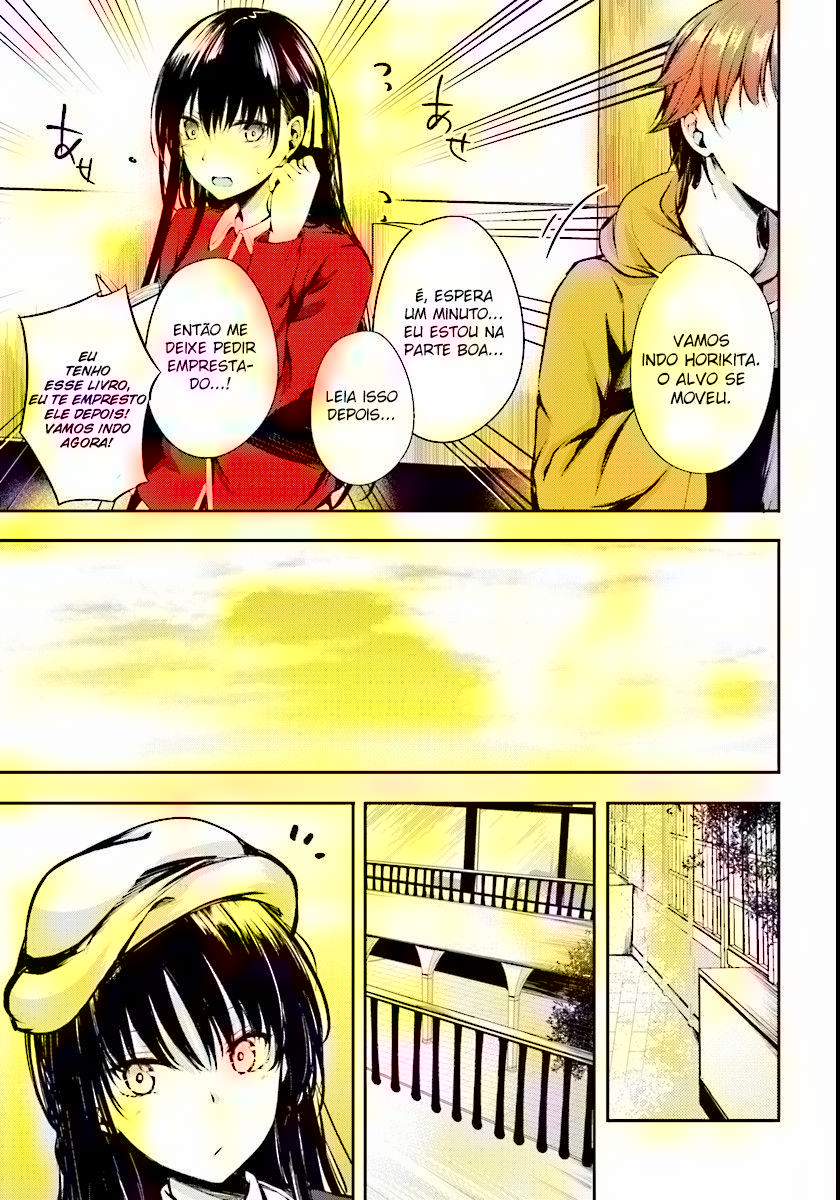 VAMOS
INDO HORIKITA.
O ALVO SE
MOVEU.
É, ESPERA
UM MINUTO...
EU ESTOU NA
PARTE BOA...
LEIA ISSO
DEPOIS...
ENTÃO ME
DEIXE PEDIR
EMPRESTA-
DO...!
EU
TENHO
ESSE LIVRO,
EU TE EMPRESTO
ELE DEPOIS!
VAMOS INDO
AGORA!
あせ
あせ